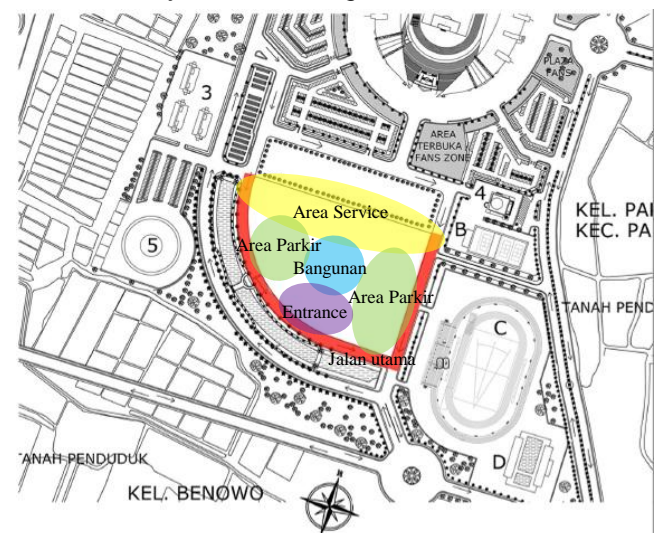 PLAZA
FANS
3
AREA
TERBUKA
FANS ZONE
4
Area Service
B
KEL. PA
KEC. PA
5
Area Parkir
Bangunan
Area Parkir
Entrance
TANAH PEND
C
Jalan utama
D
TANAH PENDUDUK
KEL. BENOWO